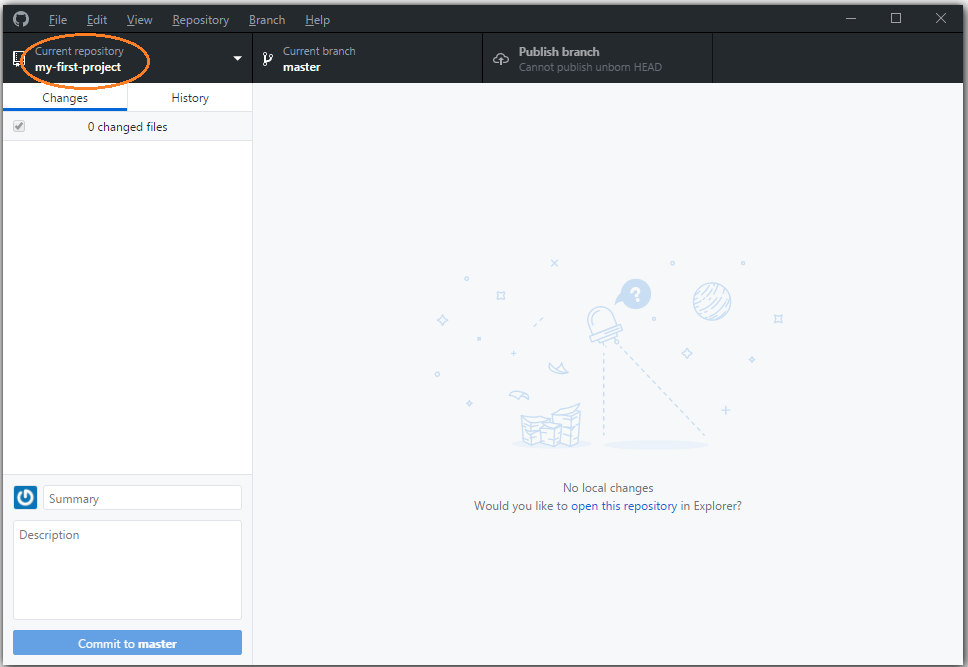 File Edit View Repository Branch Help
Current repository
my-first-project
Current branch
master
Publish branch
Cannot publish unborn HEAD
Changes History
0 changed files
?
No local changes
Would you like to open this repository in Explorer?
Summary
Description
Commit to master